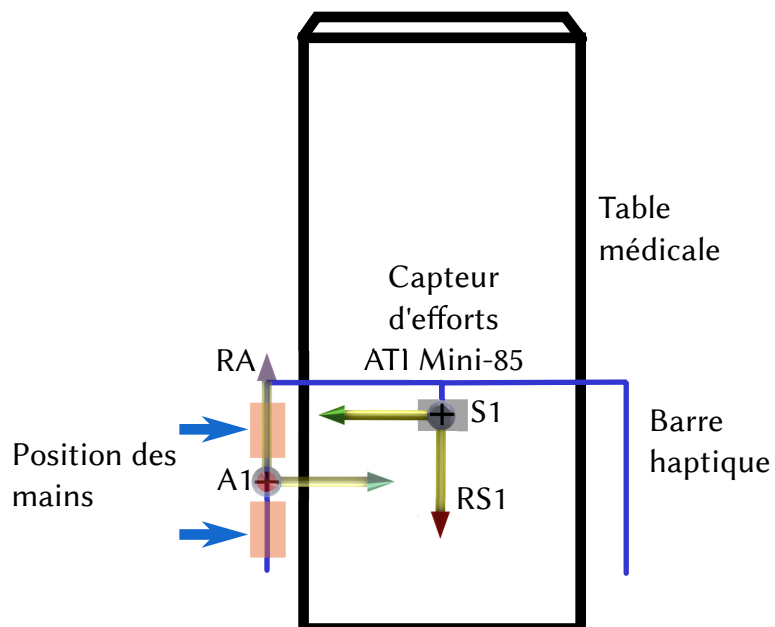 Table
médicale
Capteur
d'efforts
ATI Mini-85
RA
S1
Position des
mains
A1
RS1
Barre
haptique